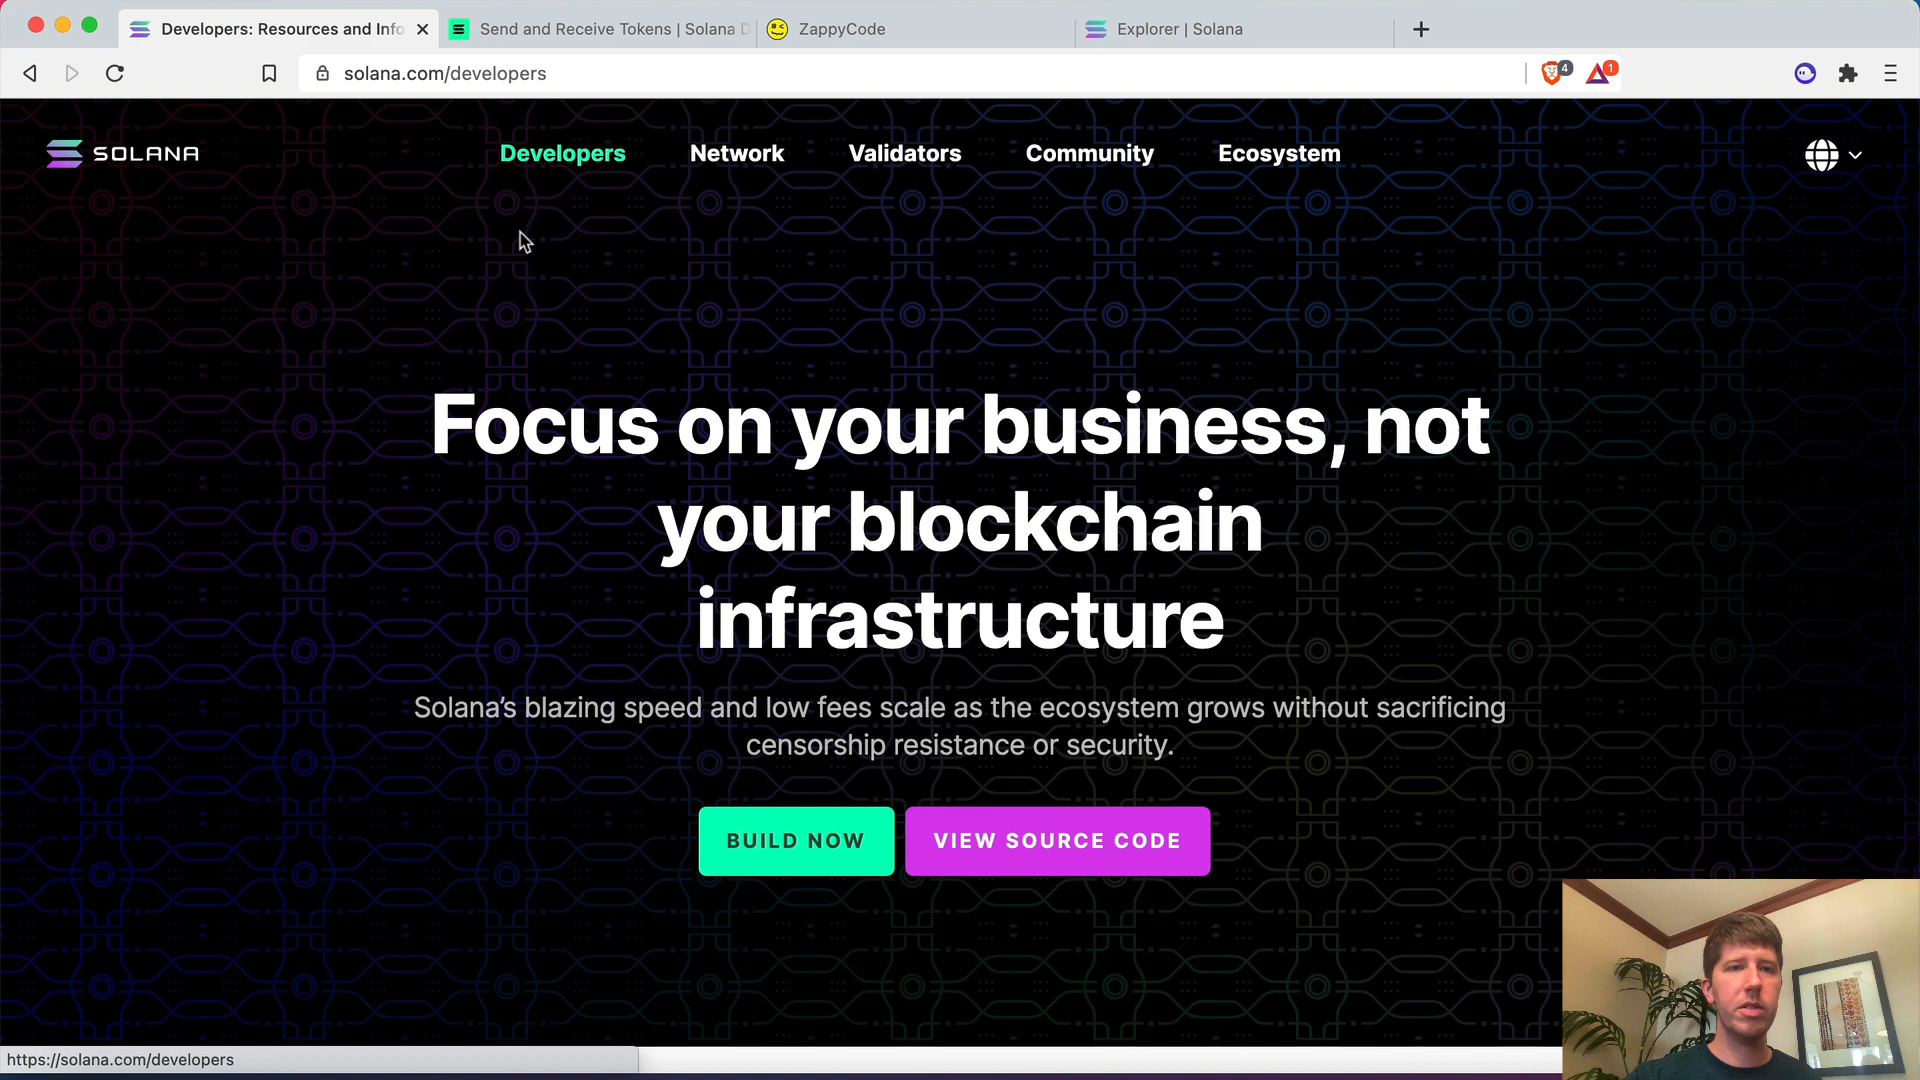 Developers: Resources and Info
Send and Receive Tokens | Solana D
ZappyCode
Explorer | Solana
solana.com/developers
4
1
SOLANA
Developers
Network
Validators
Community
Ecosystem
Focus on your business, not
your blockchain
infrastructure
Solana’s blazing speed and low fees scale as the ecosystem grows without sacrificing
censorship resistance or security.
BUILD NOW
VIEW SOURCE CODE
https://solana.com/developers